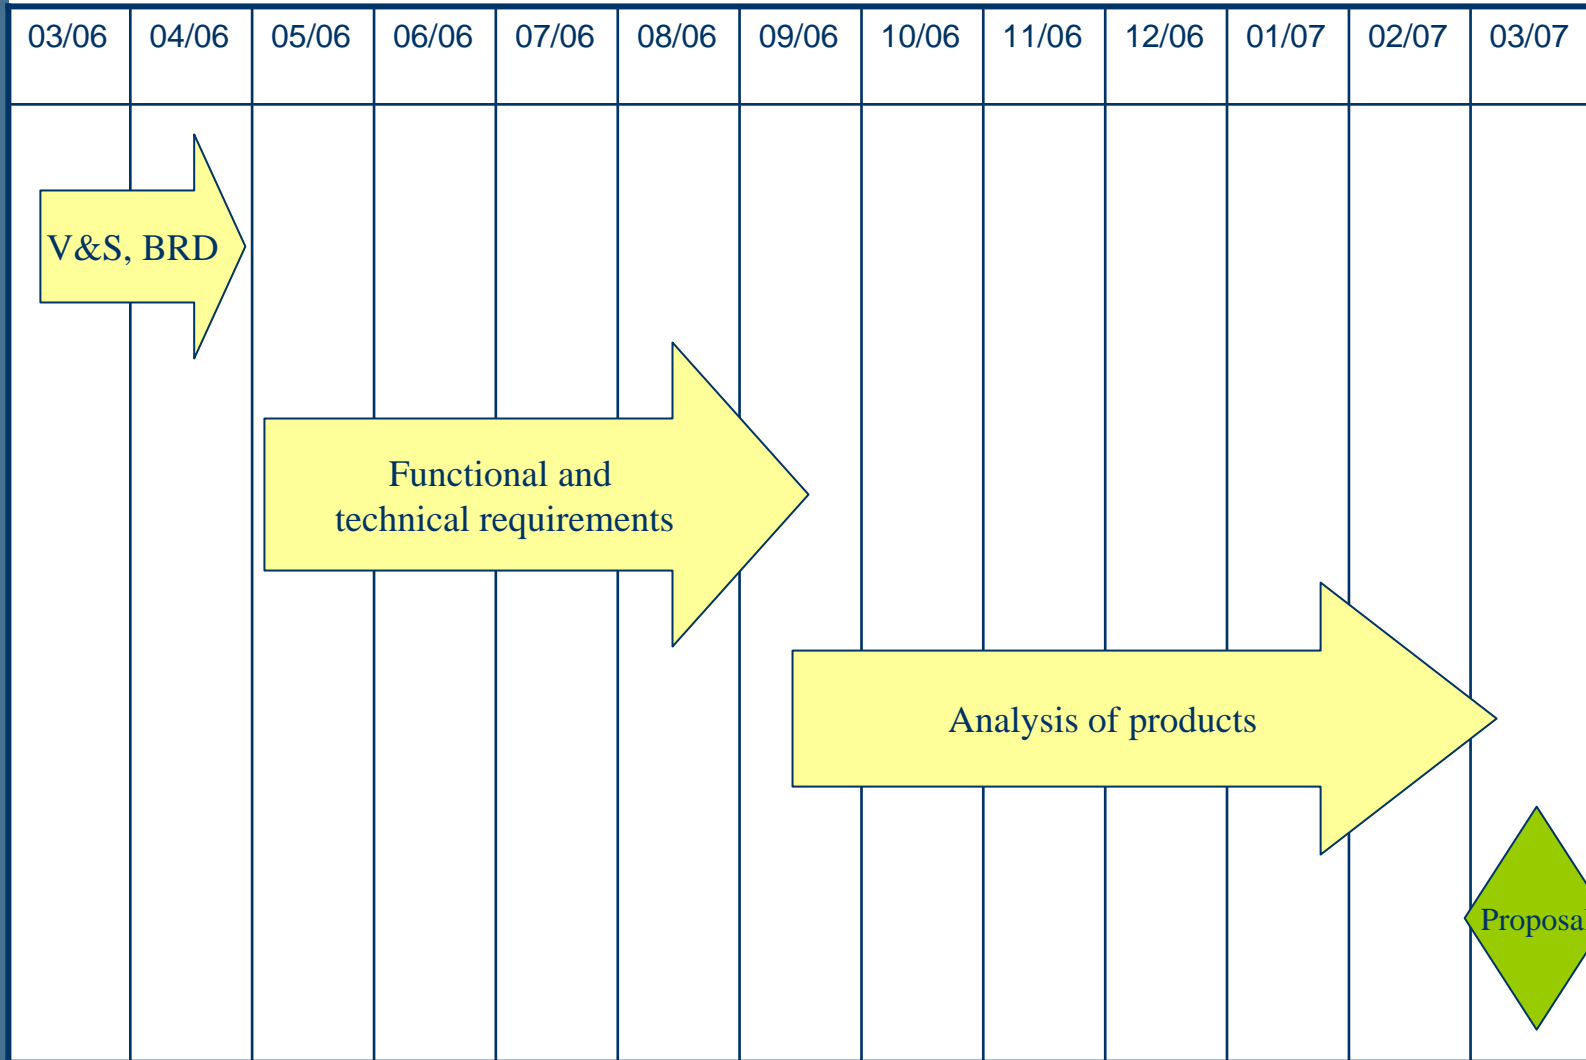 03/06 04/06 05/06 06/06 07/06 08/06 09/06 10/06 11/06 12/06 01/07 02/07 03/07
V&S, BRD
Functional and
technical requirements
Analysis of products
Proposal